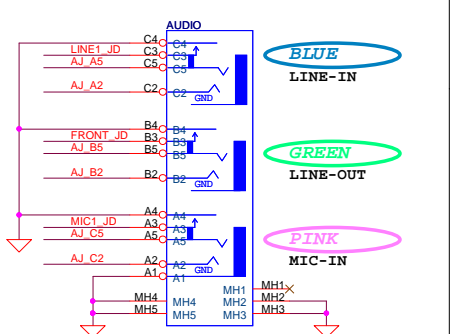 AUDIO
C4 C4
LINE1_JD C3 C3
AJ_A5 C5 C5
BLUE
LINE-IN
AJ_A2 C2 C2
GND
B4 B4
FRONT_JD B3 B3
AJ_B5 B5 B5
GREEN
LINE-OUT
AJ_B2 B2 B2
GND
A4 A4
MIC1_JD A3 A3
AJ_C5 A5 A5
PINK
MIC-IN
AJ_C2 A2 A2
GND
A1 A1
MH1 MH1
MH4 MH4 MH2 MH2
MH5 MH5 MH3 MH3